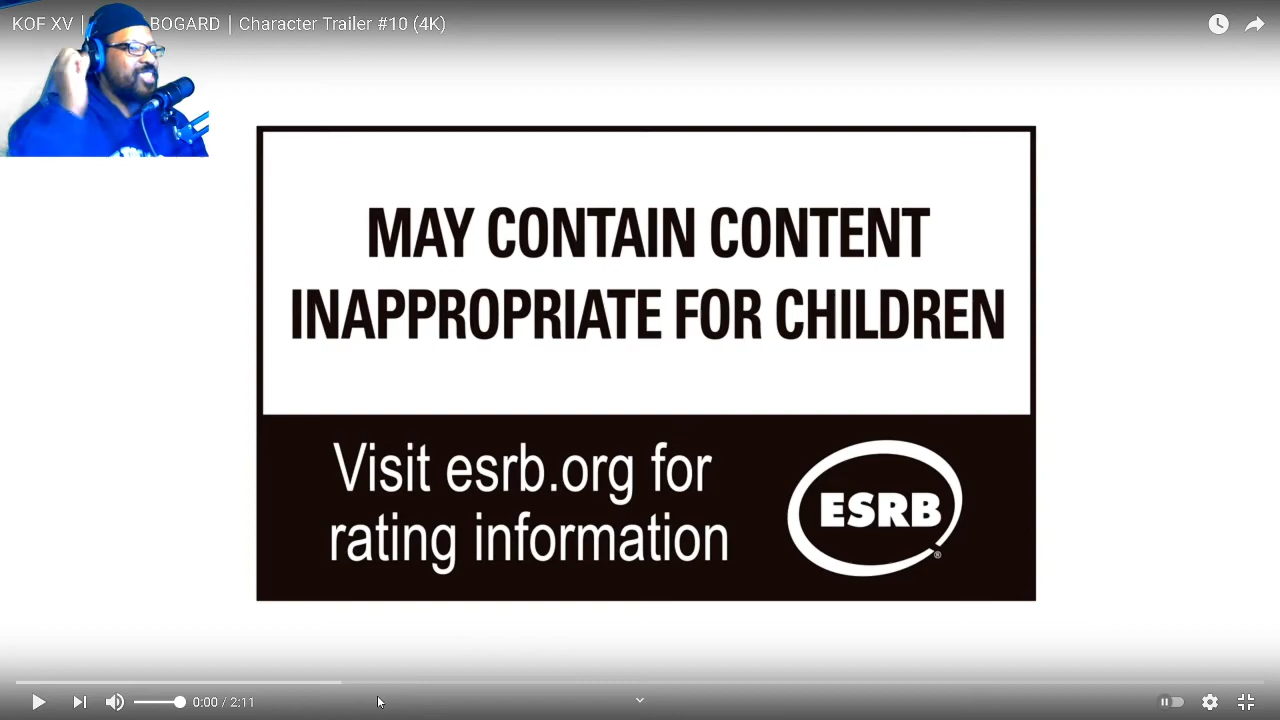 KOF XV | BOGARD | Character Trailer #10 (4K)
MAY CONTAIN CONTENT
INAPPROPRIATE FOR CHILDREN
Visit esrb.org for
rating information
ESRB
®
0:00 / 2:11